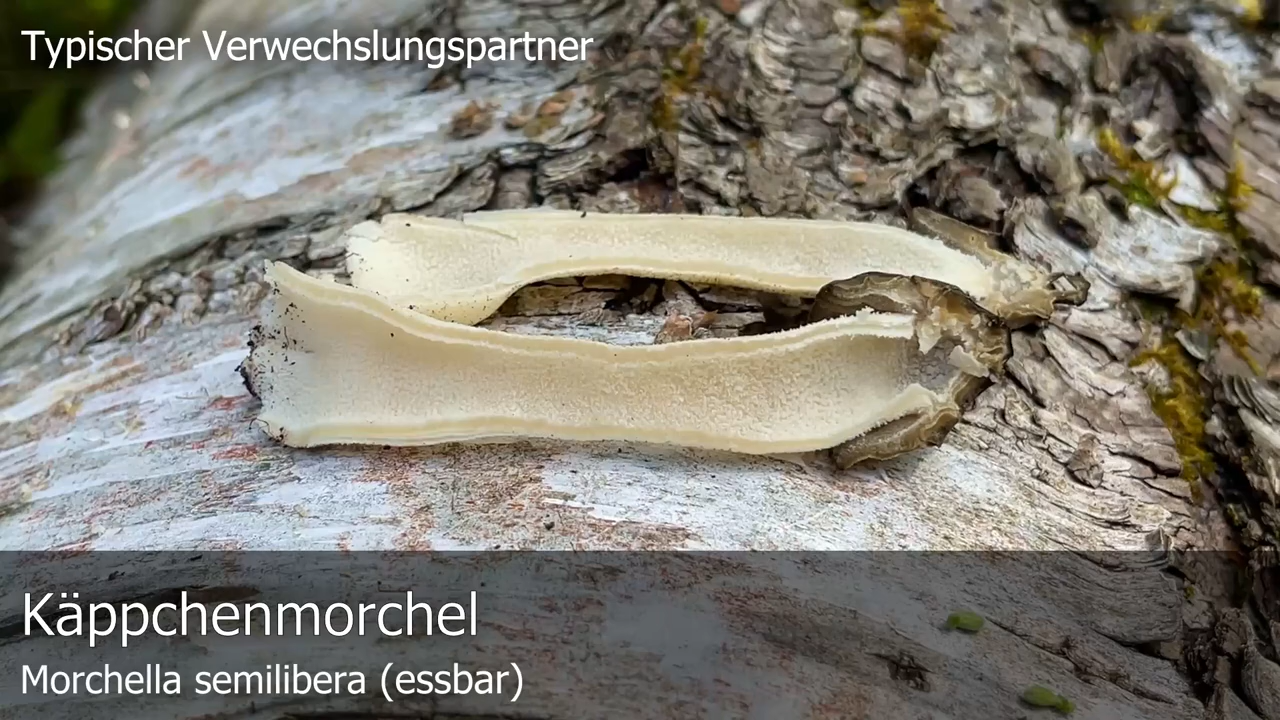 Typischer Verwechslungspartner
Käppchenmorchel
Morchella semilibera (essbar)